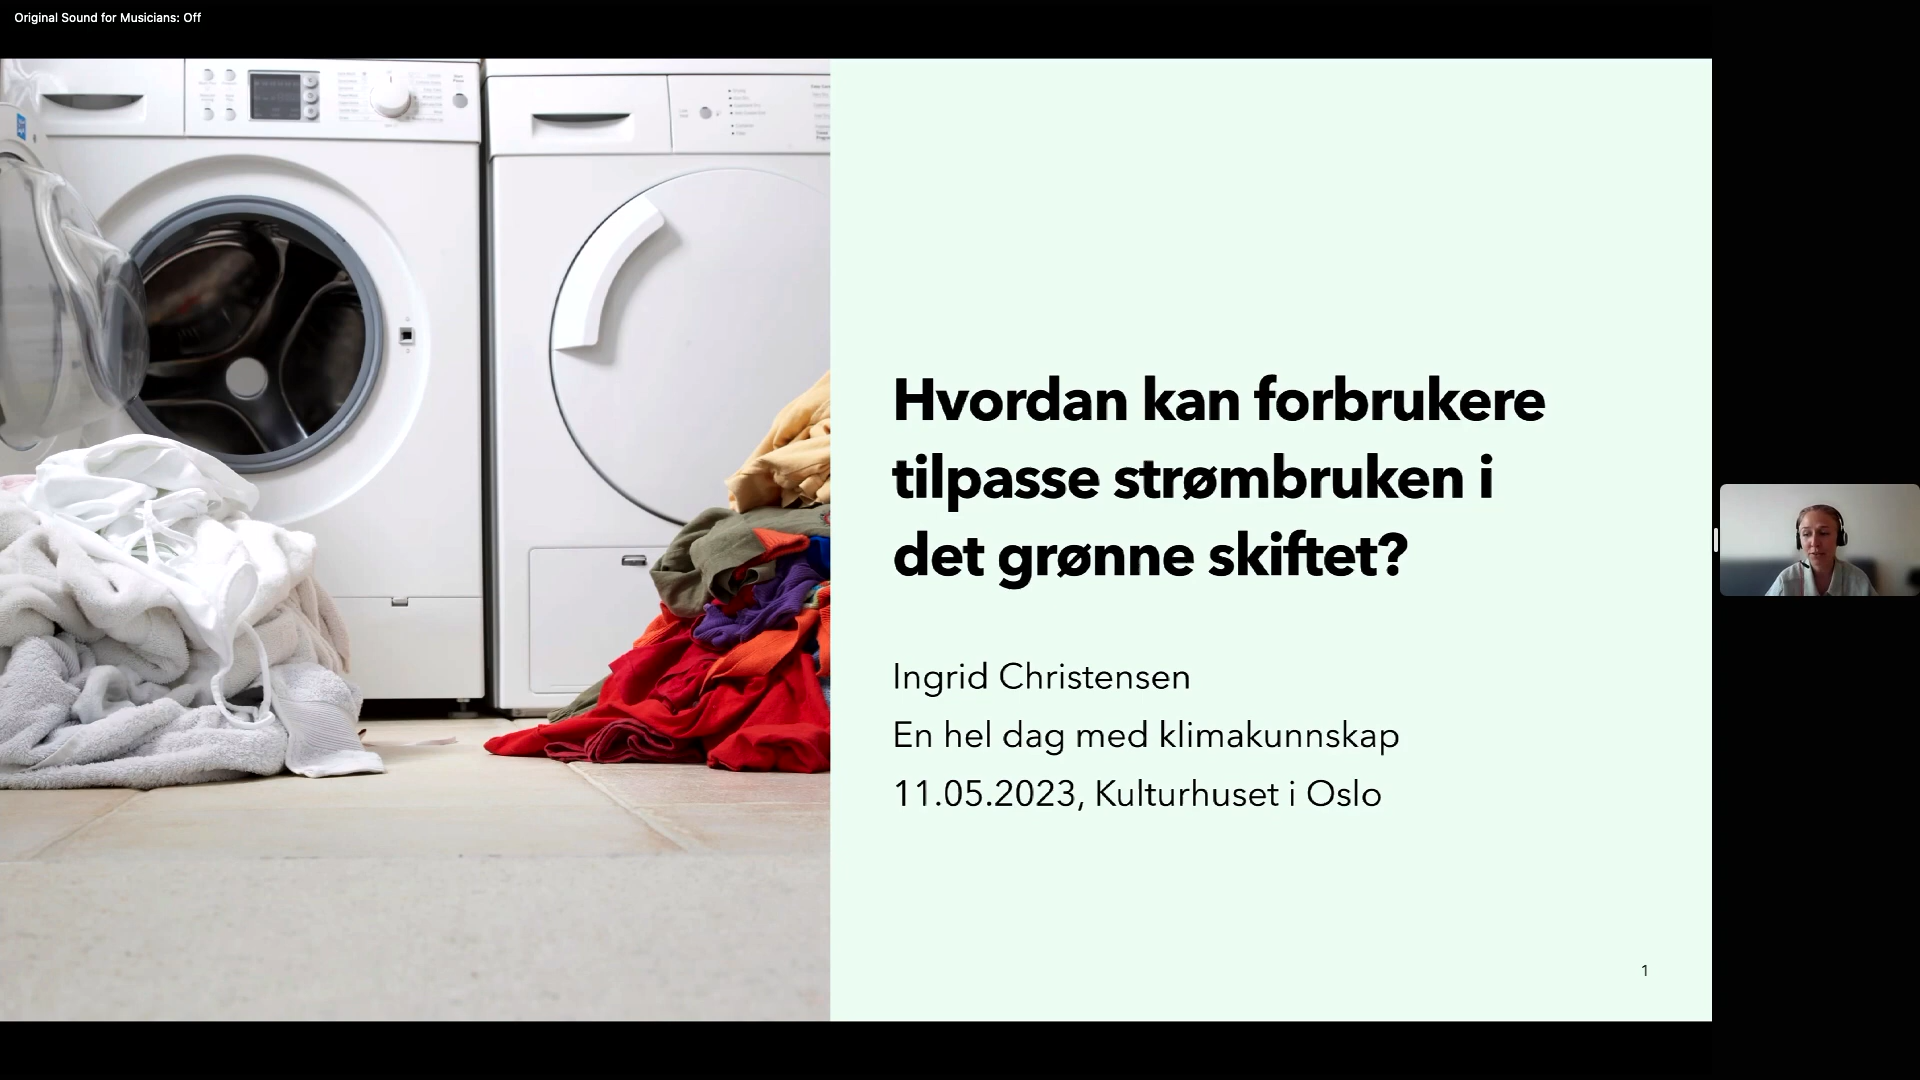 Original Sound for Musicians: Off
Hvordan kan forbrukere
tilpasse strømbruken i
det grønne skiftet?
Ingrid Christensen
En hel dag med klimakunnskap
11.05.2023, Kulturhuset i Oslo
1